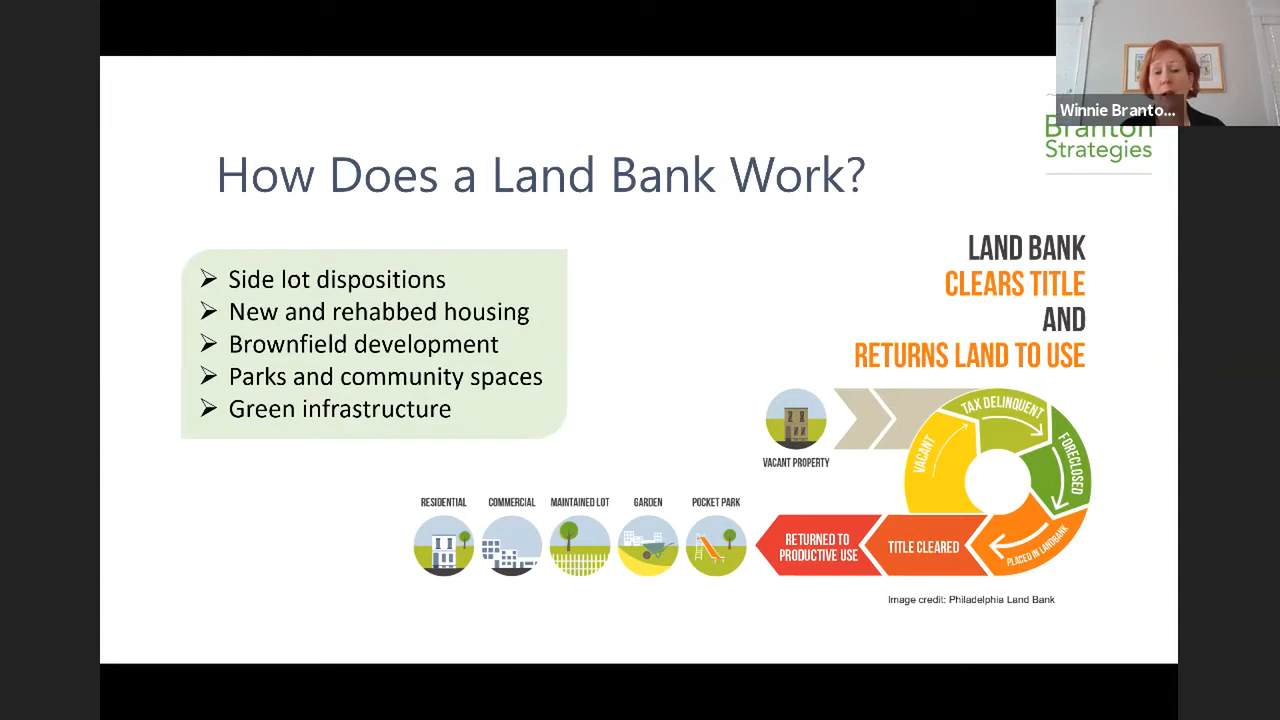 Winnie Branto...
Branton
Strategies
How Does a Land Bank Work?
Side lot dispositions
New and rehabbed housing
Brownfield development
Parks and community spaces
Green infrastructure
LAND BANK
CLEARS TITLE
AND
RETURNS LAND TO USE
VACANT PROPERTY
VACANT
TAX DELINQUENT
FORECLOSED
PLACED IN LANDBANK
TITLE CLEARED
RETURNED TO
PRODUCTIVE USE
RESIDENTIAL
COMMERCIAL
MAINTAINED LOT
GARDEN
POCKET PARK
Image credit: Philadelphia Land Bank